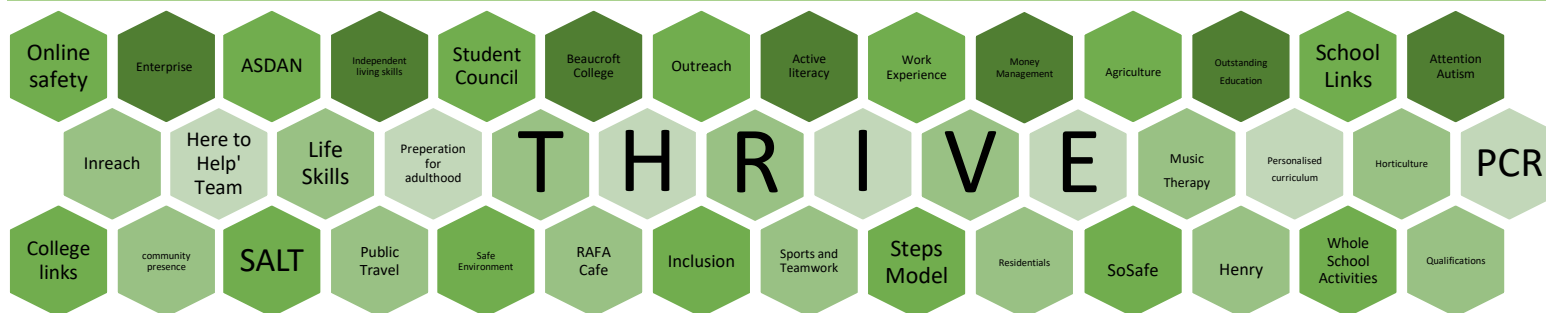 Online
safety
Enterprise
ASDAN
Independent
living skills
Student
Council
Beaucroft
College
Outreach
Active
literacy
Work
Experience
Money
Management
Agriculture
Outstanding
Education
School
Links
Attention
Autism
Inreach
Here to
Help'
Team
Life
Skills
Preperation
for
adulthood
T H R I V E
Music
Therapy
Personalised
curriculum
Horticulture
PCR
College
links
community
presence
SALT
Public
Travel
Safe
Environment
RAFA
Cafe
Inclusion
Sports and
Teamwork
Steps
Model
Residentials
SoSafe
Henry
Whole
School
Activities
Qualifications